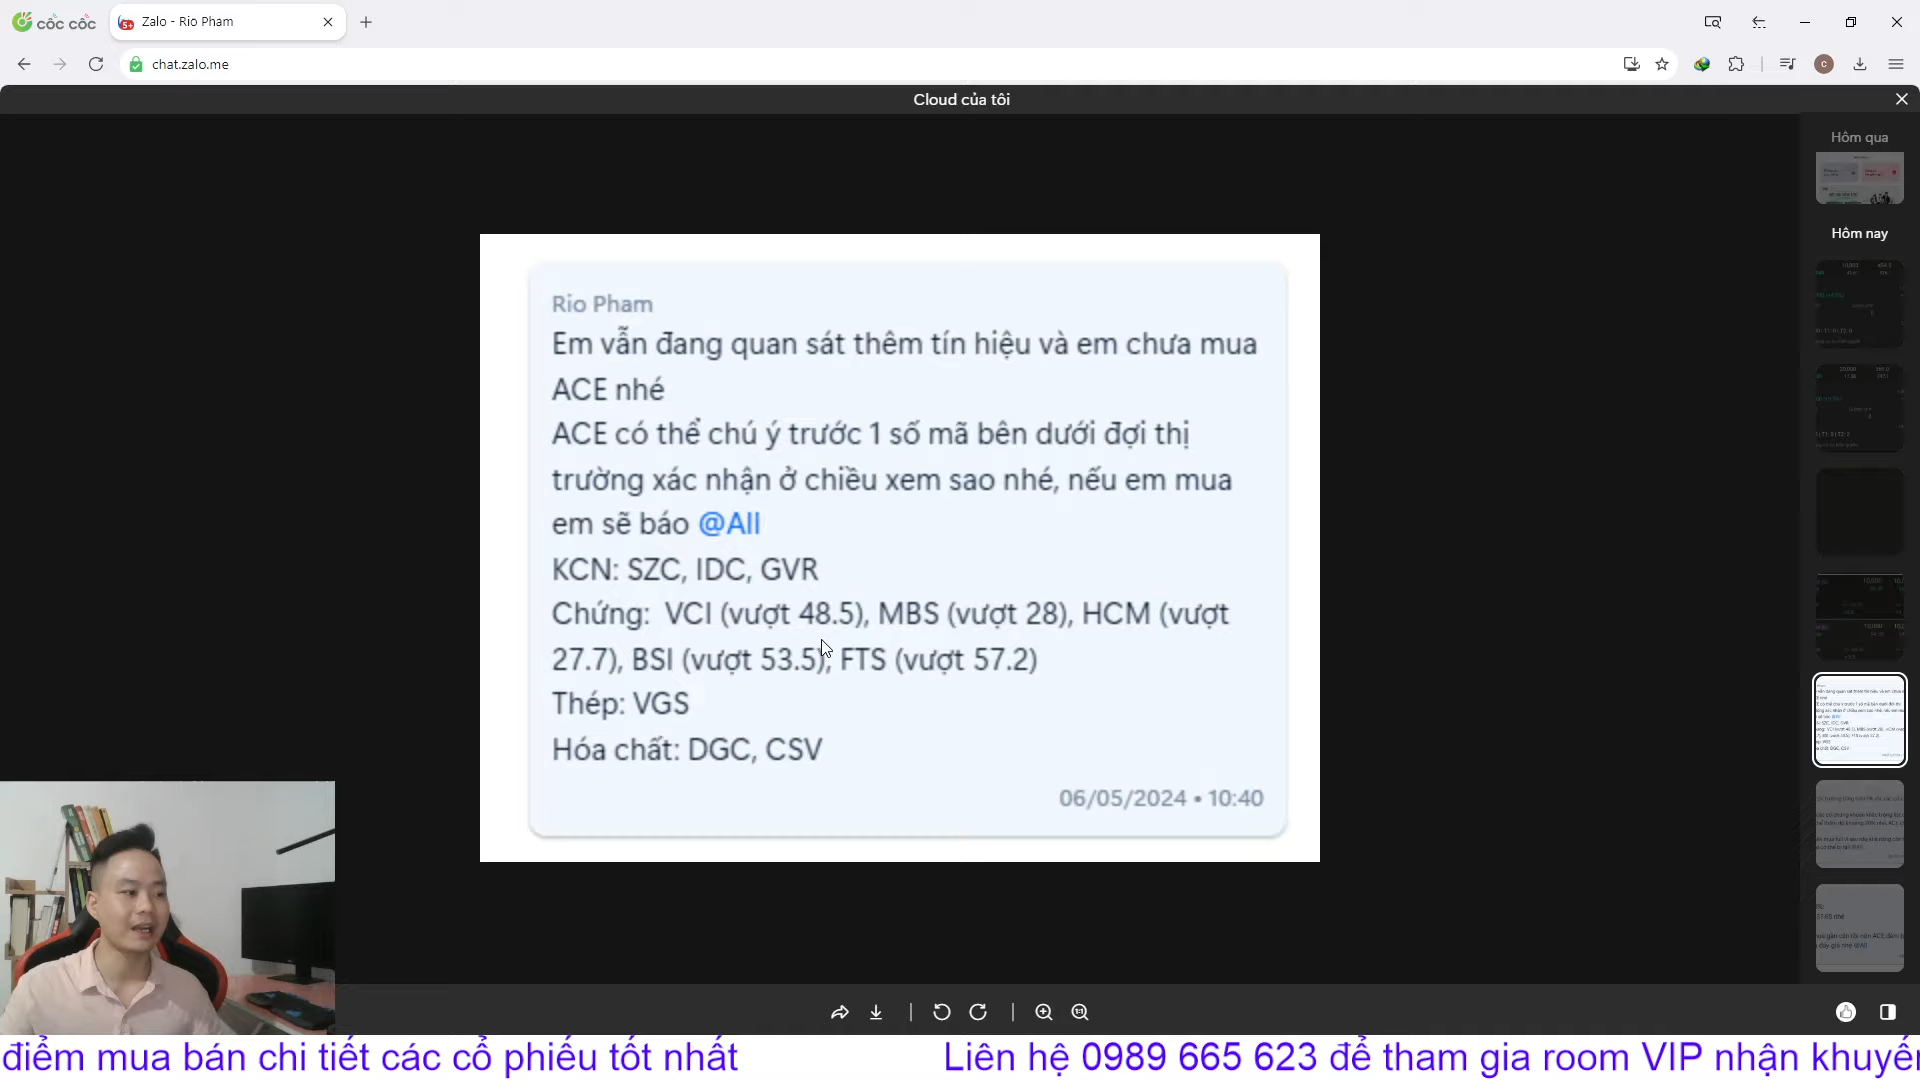 cốc cốc
Zalo - Rio Pham
chat.zalo.me
Cloud của tôi
Hôm qua
Hôm nay
Rio Pham
Em vẫn đang quan sát thêm tín hiệu và em chưa mua
ACE nhé
ACE có thể chú ý trước 1 số mã bên dưới đợi thị
trường xác nhận ở chiều xem sao nhé, nếu em mua
em sẽ báo @All
KCN: SZC, IDC, GVR
Chứng: VCI (vượt 48.5), MBS (vượt 28), HCM (vượt
27.7), BSI (vượt 53.5), FTS (vượt 57.2)
Thép: VGS
Hóa chất: DGC, CSV
06/05/2024 • 10:40
điểm mua bán chi tiết các cổ phiếu tốt nhất
Liên hệ 0989 665 623 để tham gia room VIP nhận khuyến